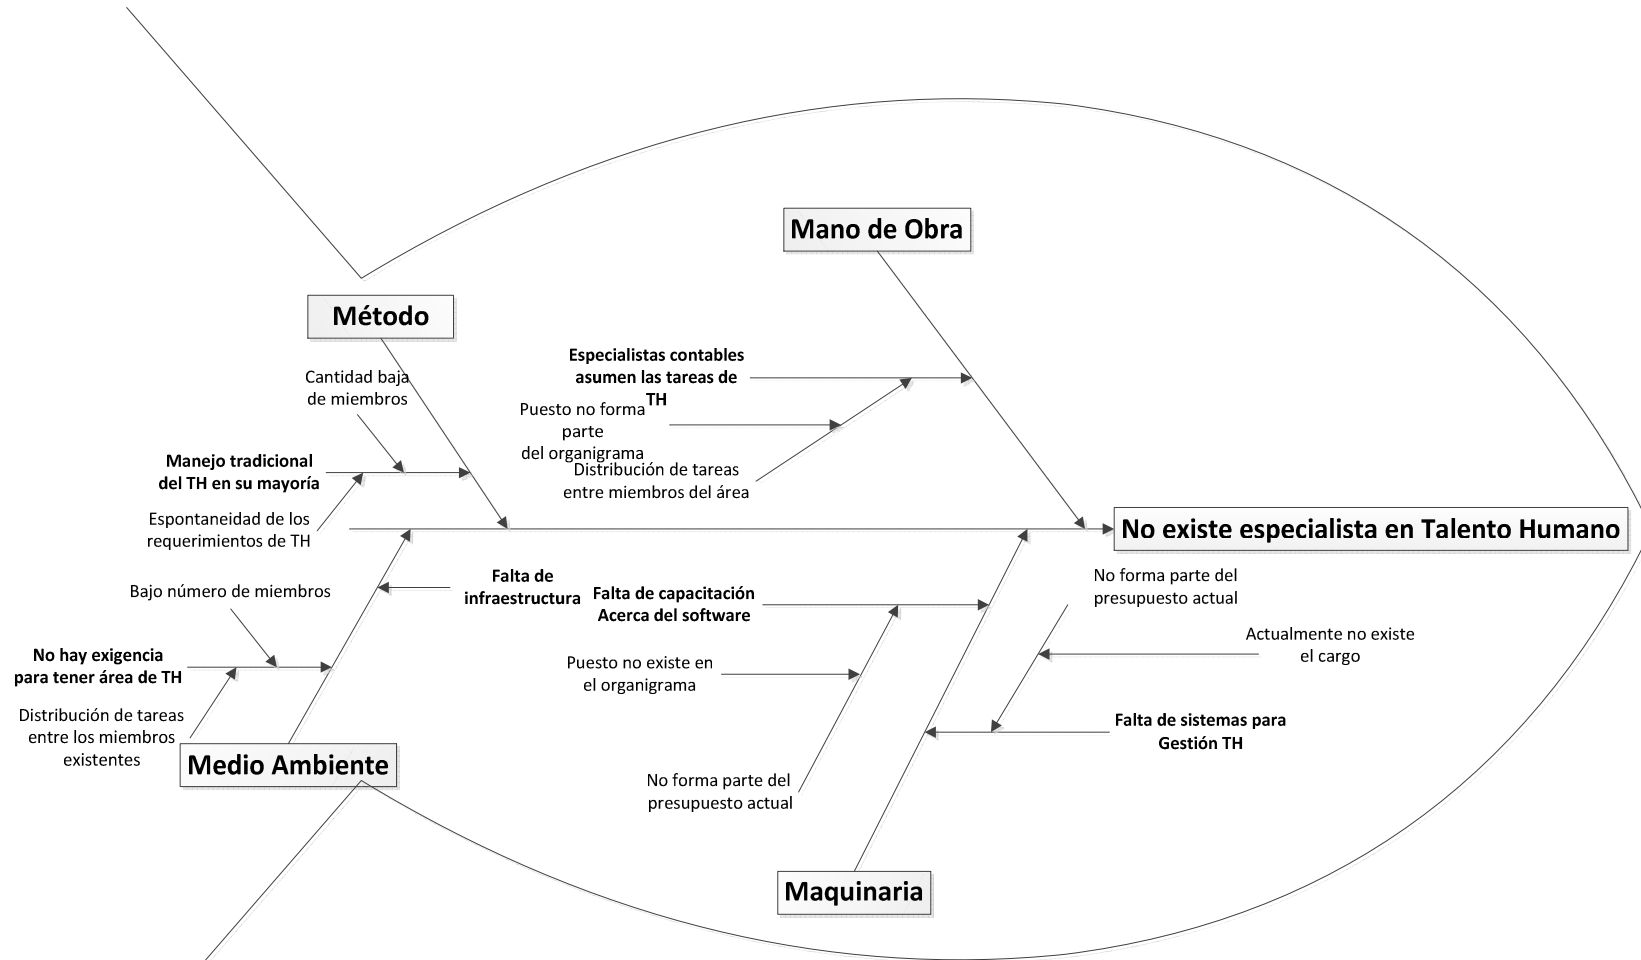 Mano de Obra
Método
Especialistas contables
asumen las tareas de
TH
Cantidad baja
de miembros
Puesto no forma
parte
del organigrama
Manejo tradicional
del TH en su mayoría
Distribución de tareas
entre miembros del área
Espontaneidad de los
requerimientos de TH
No existe especialista en Talento Humano
Falta de
infraestructura
Bajo número de miembros
Falta de capacitación
Acerca del software
No forma parte del
presupuesto actual
Actualmente no existe
el cargo
No hay exigencia
para tener área de TH
Puesto no existe en
el organigrama
Distribución de tareas
entre los miembros
existentes
Falta de sistemas para
Gestión TH
Medio Ambiente
No forma parte del
presupuesto actual
Maquinaria